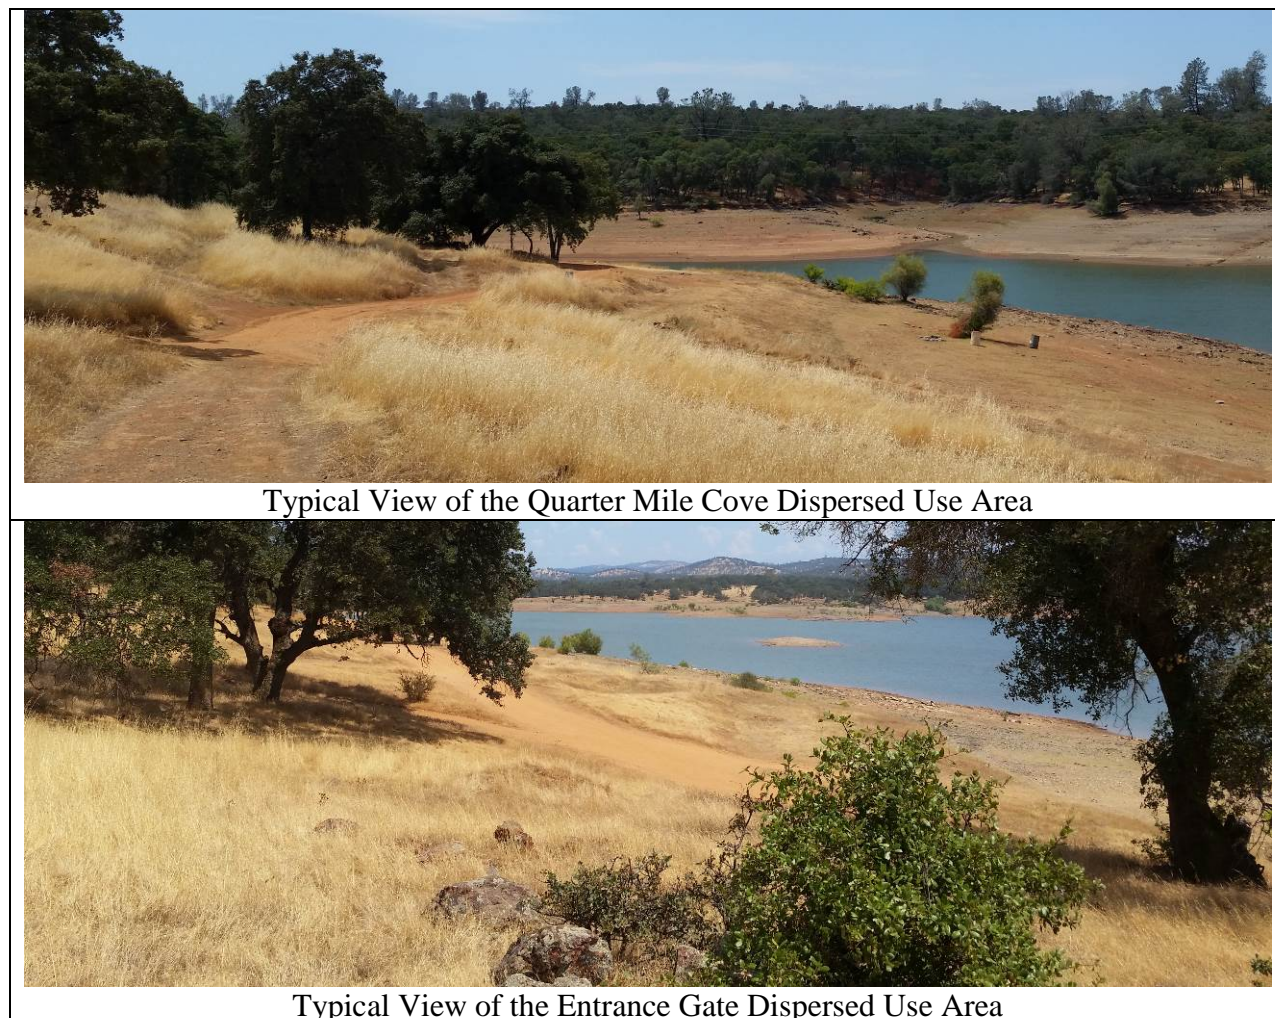 Typical View of the Quarter Mile Cove Dispersed Use Area
Typical View of the Entrance Gate Dispersed Use Area